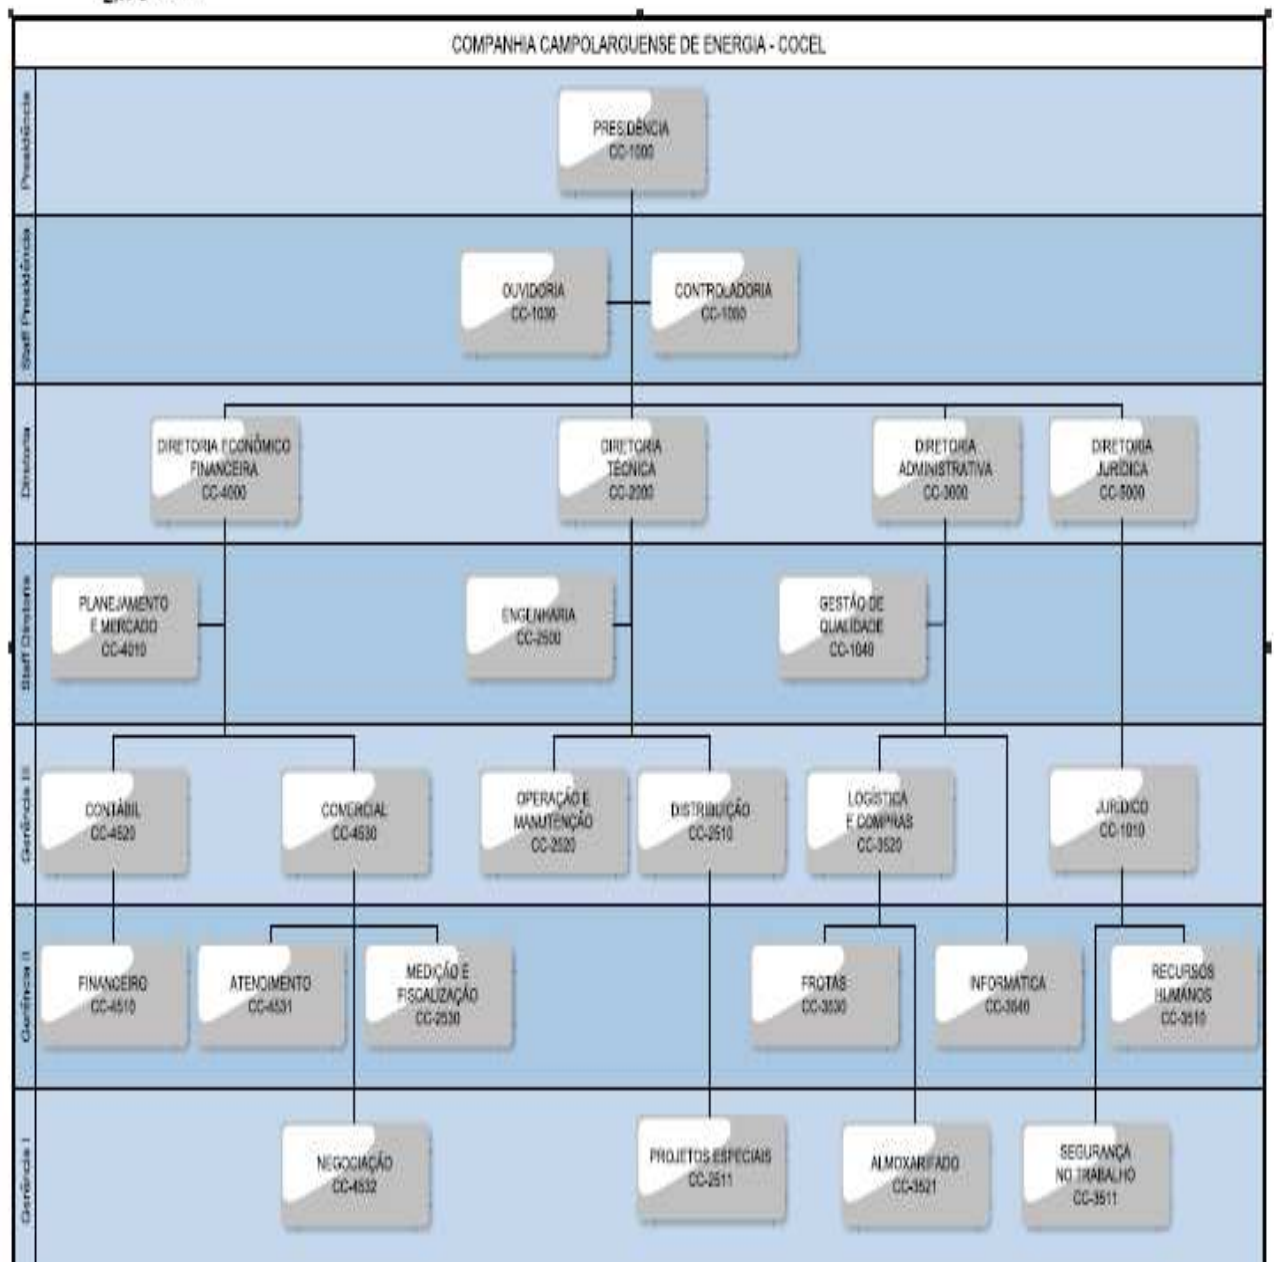 COMPANHIA CAMPOLARGUENSE DE ENERGIA - COCEL
Presidência
PRESIDÊNCIA
CC-1000
Staff Presidência
OUVIDORIA
CC-1030
CONTROLADORIA
Diretoria
DIRETORIA ECONÔMICO
FINANCEIRA
CC-4000
DIRETORIA
TÉCNICA
CC-2000
DIRETORIA
ADMINISTRATIVA
CC-3000
DIRETORIA
JURÍDICA
CC-5000
Staff Diretoria
PLANEJAMENTO
E MERCADO
CC-4010
ENGENHARIA
CC-2500
GESTÃO DE
QUALIDADE
CC-1040
Gerência III
CONTÁBIL
CC-4520
COMERCIAL
CC-4530
OPERAÇÃO E
MANUTENÇÃO
CC-2520
DISTRIBUIÇÃO
CC-2510
LOGÍSTICA
E COMPRAS
CC-3520
JURÍDICO
CC-1010
Gerência II
FINANCEIRO
CC-4510
ATENDIMENTO
CC-4531
MEDIÇÃO E
FISCALIZAÇÃO
CC-2530
FROTAS
CC-3530
INFORMÁTICA
CC-3540
RECURSOS
HUMANOS
CC-3510
Gerência I
NEGOCIAÇÃO
CC-4532
PROJETOS ESPECIAIS
CC-2511
ALMOXARIFADO
CC-3521
SEGURANÇA
NO TRABALHO
CC-3511